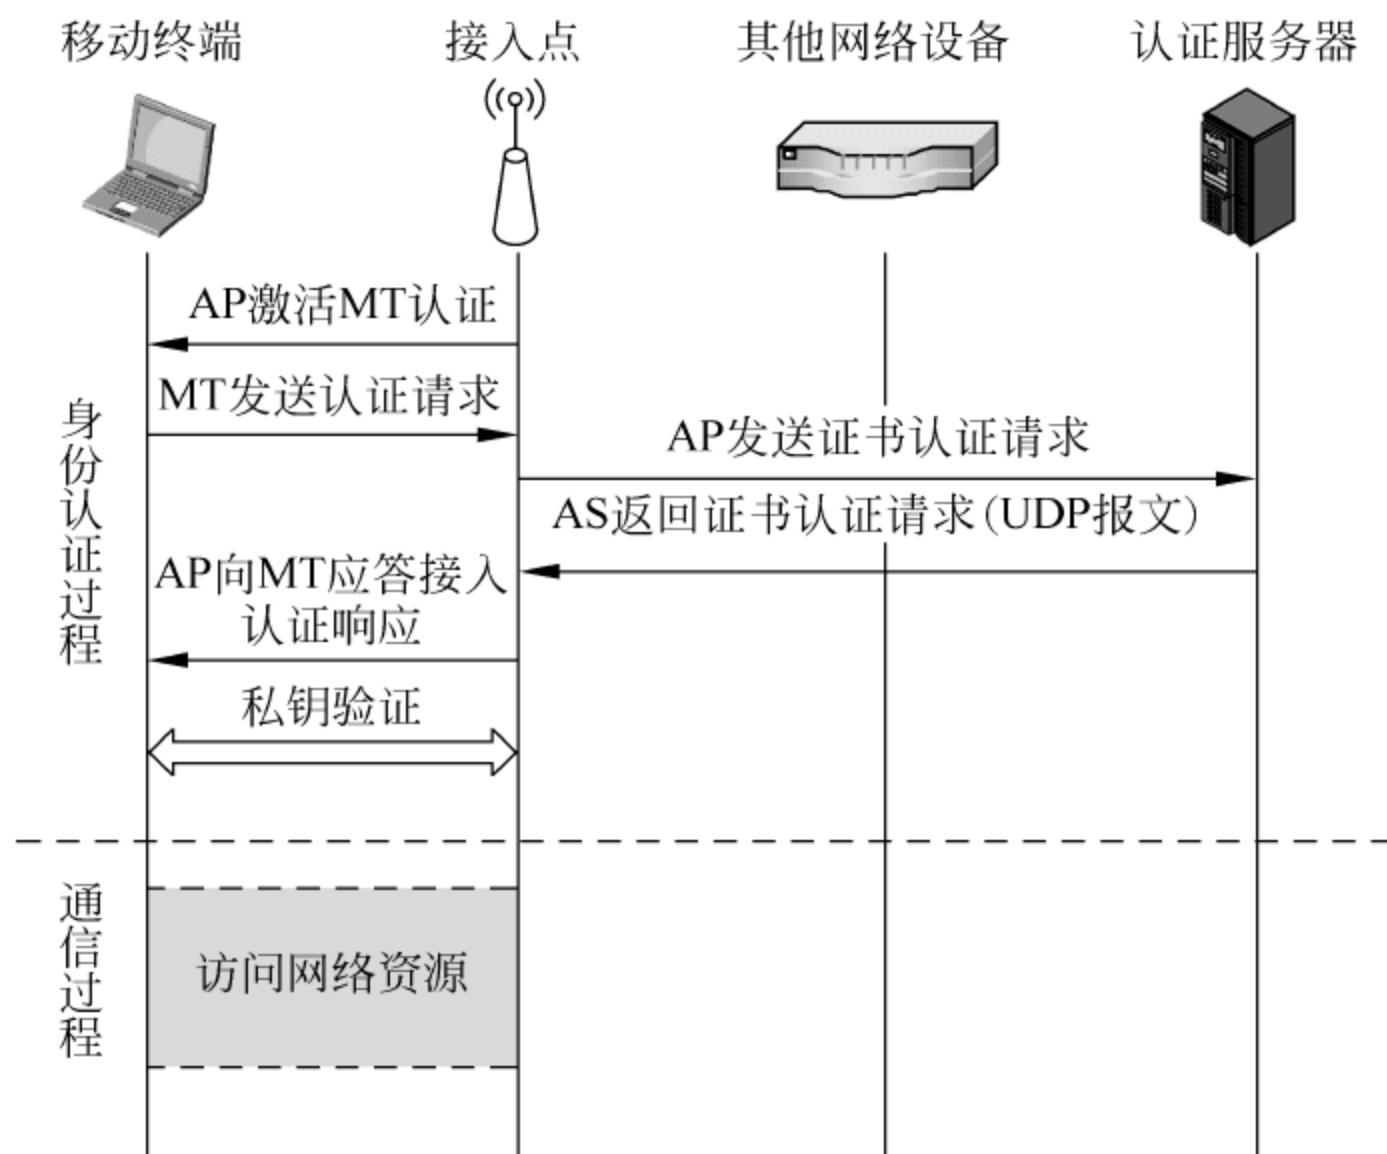 移动终端
接入点
其他网络设备
认证服务器
AP激活MT认证
MT发送认证请求
AP发送证书认证请求
AS返回证书认证请求(UDP报文)
AP向MT应答接入
认证响应
私钥验证
身份认证过程
访问网络资源
通信过程